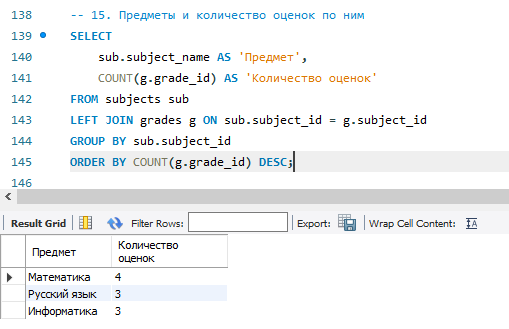 138 -- 15. Предметы и количество оценок по ним
139 SELECT
140 sub.subject_name AS 'Предмет',
141 COUNT(g.grade_id) AS 'Количество оценок'
142 FROM subjects sub
143 LEFT JOIN grades g ON sub.subject_id = g.subject_id
144 GROUP BY sub.subject_id
145 ORDER BY COUNT(g.grade_id) DESC;
146
Result Grid Filter Rows: Export: Wrap Cell Content:
Предмет Количество оценок
Математика 4
Русский язык 3
Информатика 3